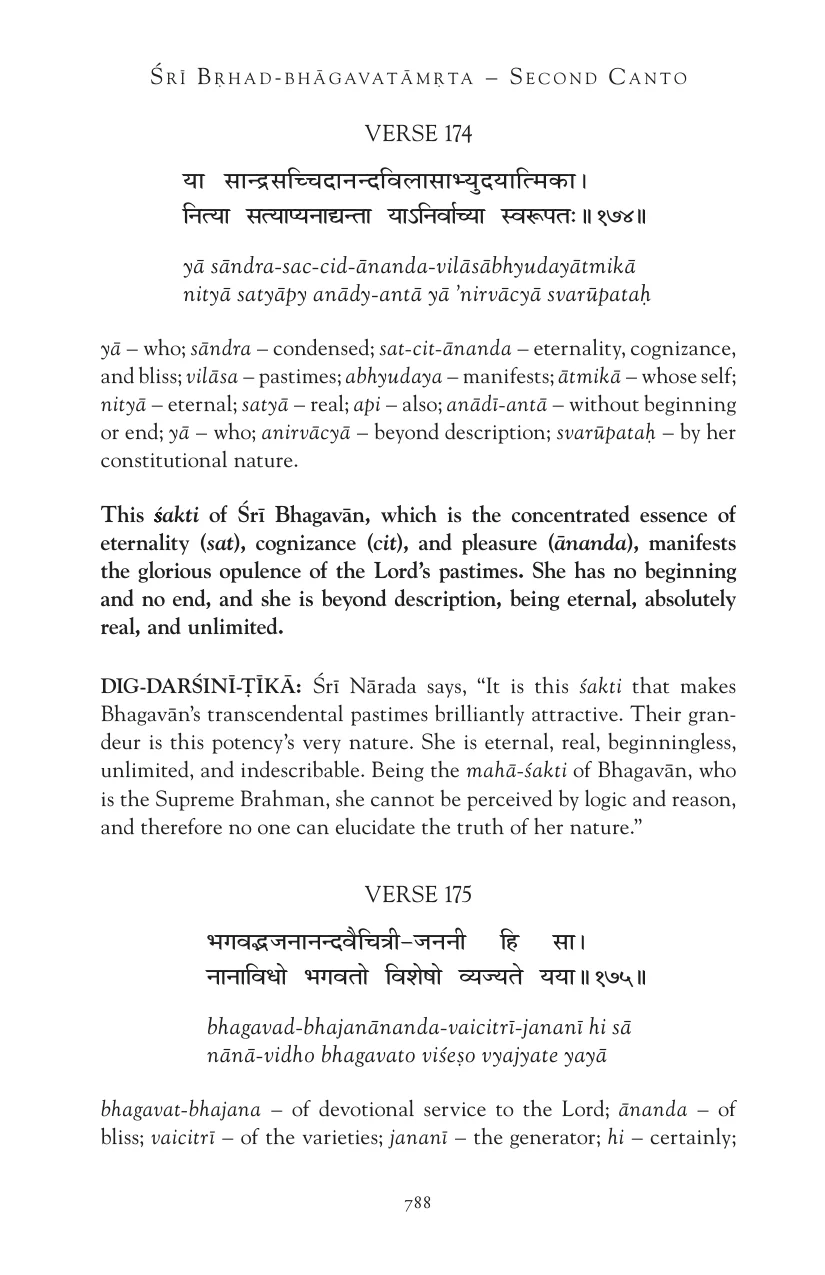 ŚRĪ BṚHAD-BHĀGAVATĀMṚTA – SECOND CANTO
VERSE 174
या सान्द्रसच्चिदानन्दविलासाभ्युदयात्मिका।
नित्या सत्याप्यनाद्यन्ता याऽनिर्वाच्या स्वरूपतः॥१७४॥
yā sāndra-sac-cid-ānanda-vilāsābhyudayātmikā
nityā satyāpy anādy-antā yā ’nirvācyā svarūpataḥ
yā – who; sāndra – condensed; sat-cit-ānanda – eternality, cognizance,
and bliss; vilāsa – pastimes; abhyudaya – manifests; ātmikā – whose self;
nityā – eternal; satyā – real; api – also; anādī-antā – without beginning
or end; yā – who; anirvācyā – beyond description; svarūpataḥ – by her
constitutional nature.
This śakti of Śrī Bhagavān, which is the concentrated essence of
eternality (sat), cognizance (cit), and pleasure (ānanda), manifests
the glorious opulence of the Lord’s pastimes. She has no beginning
and no end, and she is beyond description, being eternal, absolutely
real, and unlimited.
DIG-DARŚINĪ-ṬĪKĀ: Śrī Nārada says, “It is this śakti that makes
Bhagavān’s transcendental pastimes brilliantly attractive. Their gran-
deur is this potency’s very nature. She is eternal, real, beginningless,
unlimited, and indescribable. Being the mahā-śakti of Bhagavān, who
is the Supreme Brahman, she cannot be perceived by logic and reason,
and therefore no one can elucidate the truth of her nature.”
VERSE 175
भगवद्भजनानन्दवैचित्री–जननी हि सा।
नानाविधो भगवतो विशेषो व्यज्यते यया॥१७५॥
bhagavad-bhajanānanda-vaicitrī-jananī hi sā
nānā-vidho bhagavato viśeṣo vyajyate yayā
bhagavat-bhajana – of devotional service to the Lord; ānanda – of
bliss; vaicitrī – of the varieties; jananī – the generator; hi – certainly;
788